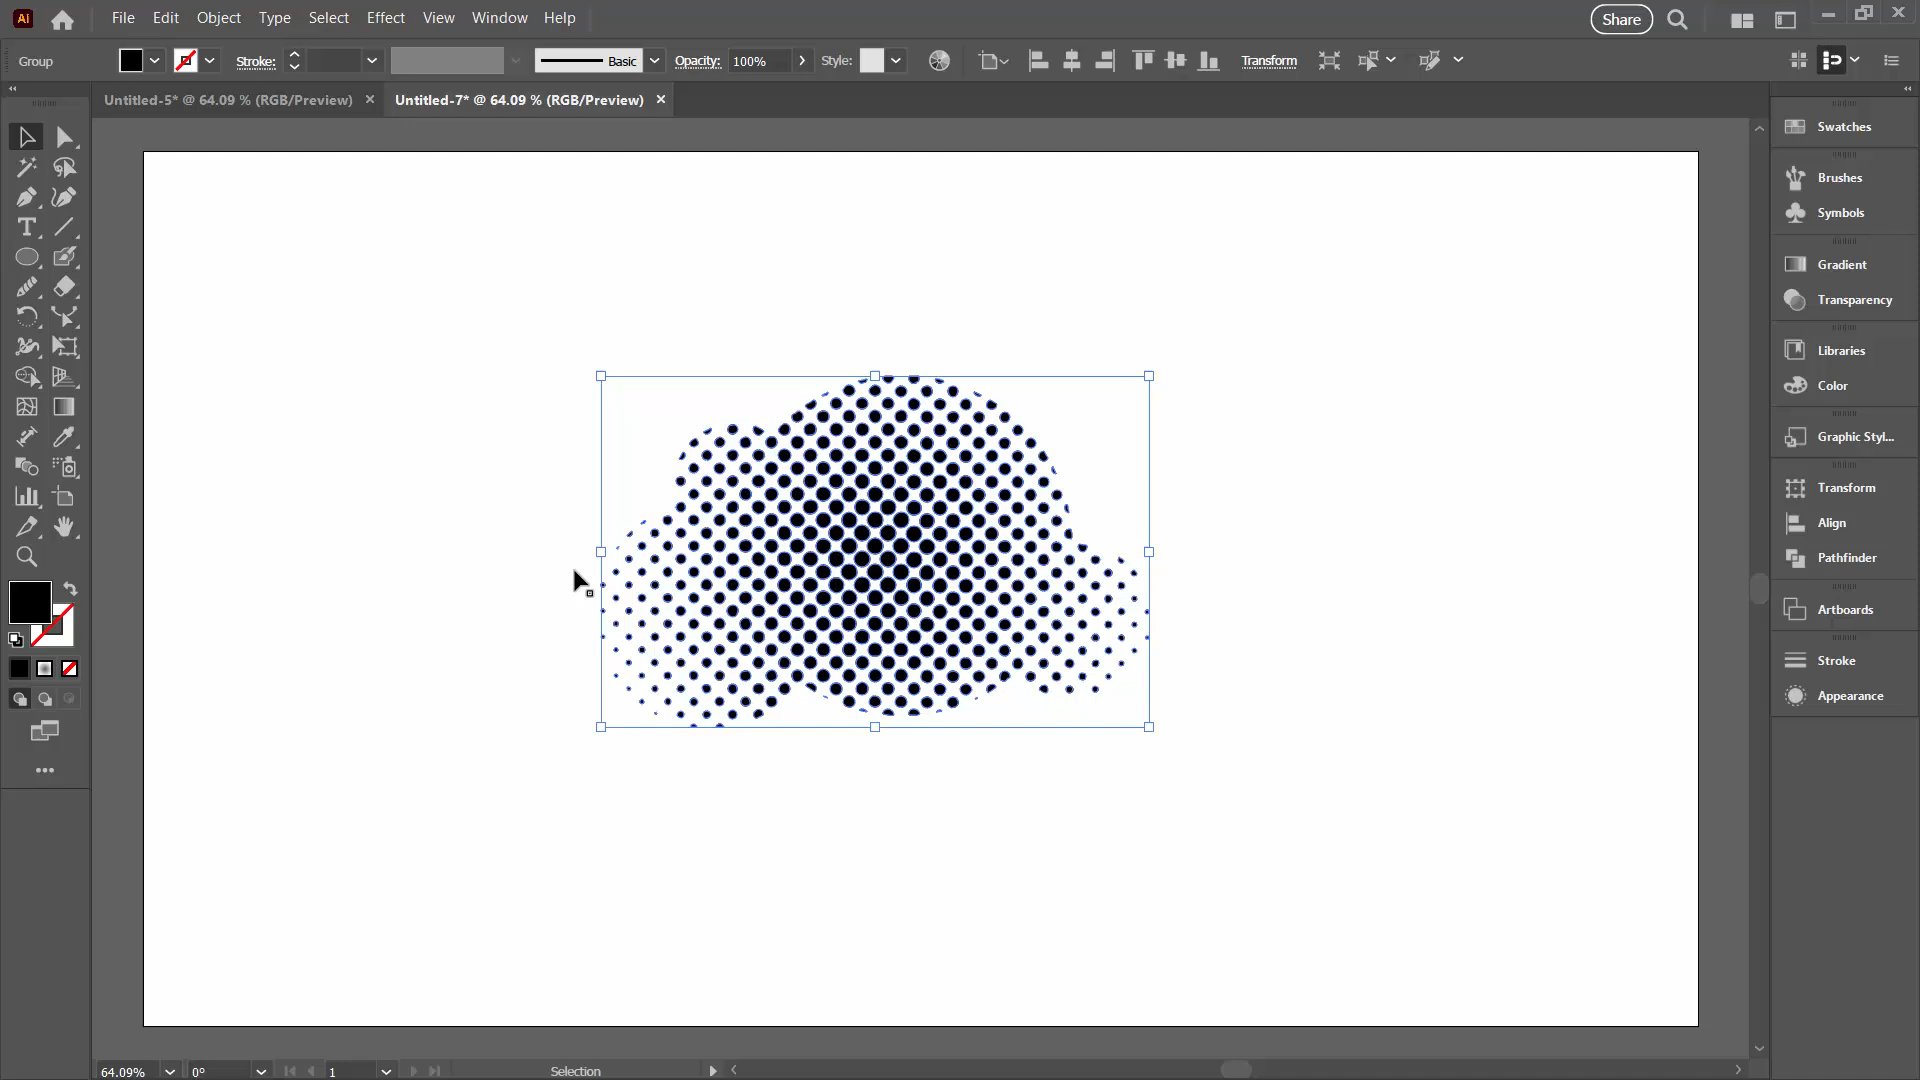 Ai File Edit Object Type Select Effect View Window Help Share
Group Stroke: Basic Opacity: 100% Style: Transform
Untitled-5* @ 64.09 % (RGB/Preview) Untitled-7* @ 64.09 % (RGB/Preview)
Swatches
Brushes
Symbols
Gradient
Transparency
Libraries
Color
Graphic Styl...
Transform
Align
Pathfinder
Artboards
Stroke
Appearance
64.09% 0° 1 Selection